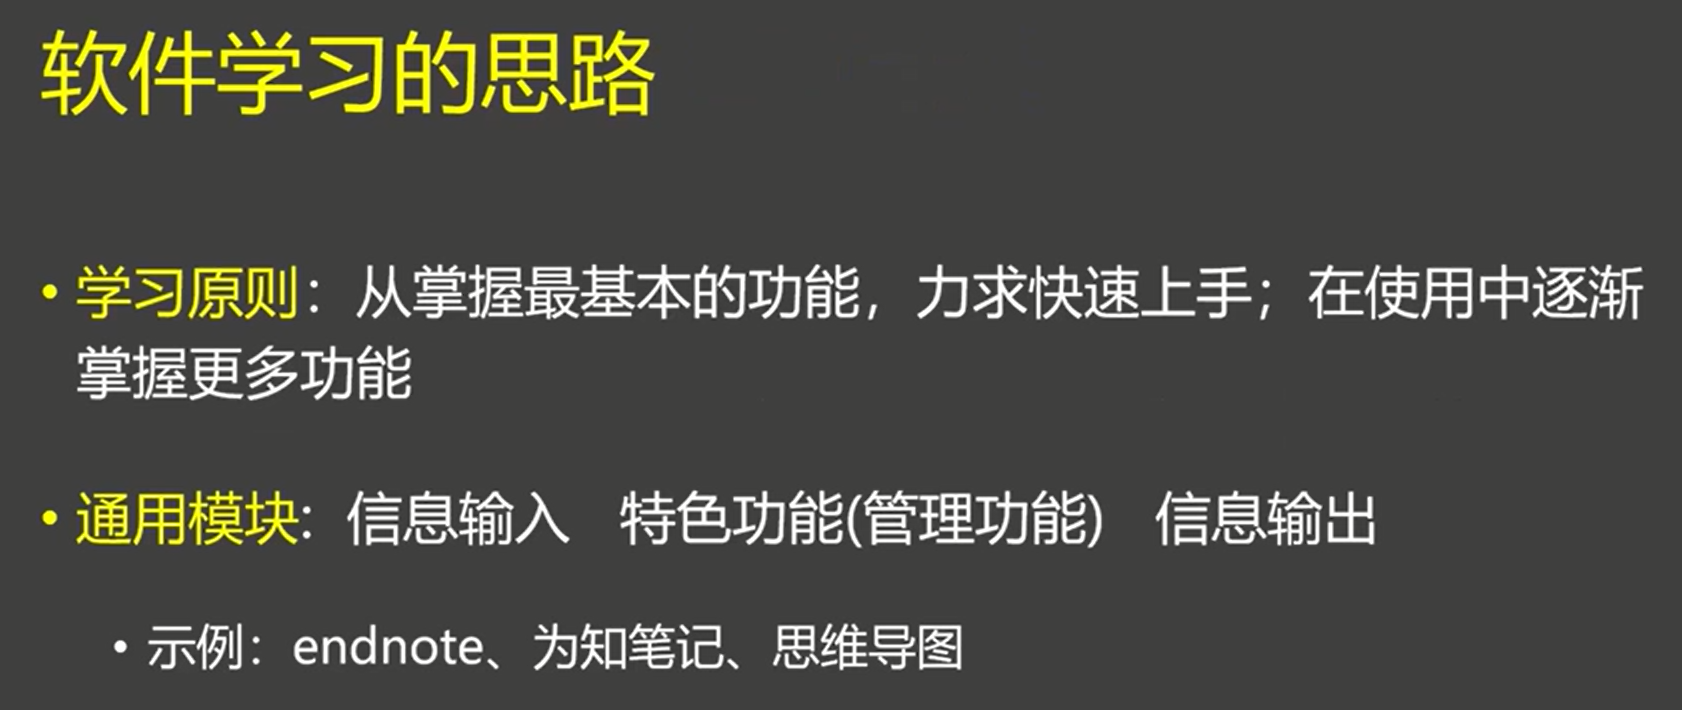 软件学习的思路
• 学习原则：从掌握最基本的功能，力求快速上手；在使用中逐渐
掌握更多功能
• 通用模块: 信息输入 特色功能(管理功能) 信息输出
• 示例：endnote、为知笔记、思维导图